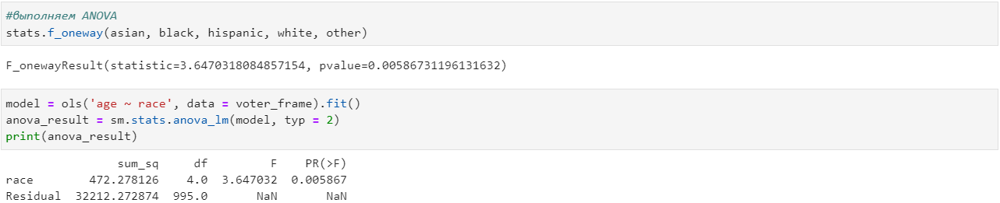 #выполняем ANOVA
stats.f_oneway(asian, black, hispanic, white, other)
F_onewayResult(statistic=3.6470318084857154, pvalue=0.00586731196131632)
model = ols('age ~ race', data = voter_frame).fit()
anova_result = sm.stats.anova_lm(model, typ = 2)
print(anova_result)
sum_sq df F PR(>F)
race 472.278126 4.0 3.647032 0.005867
Residual 32212.272874 995.0 NaN NaN